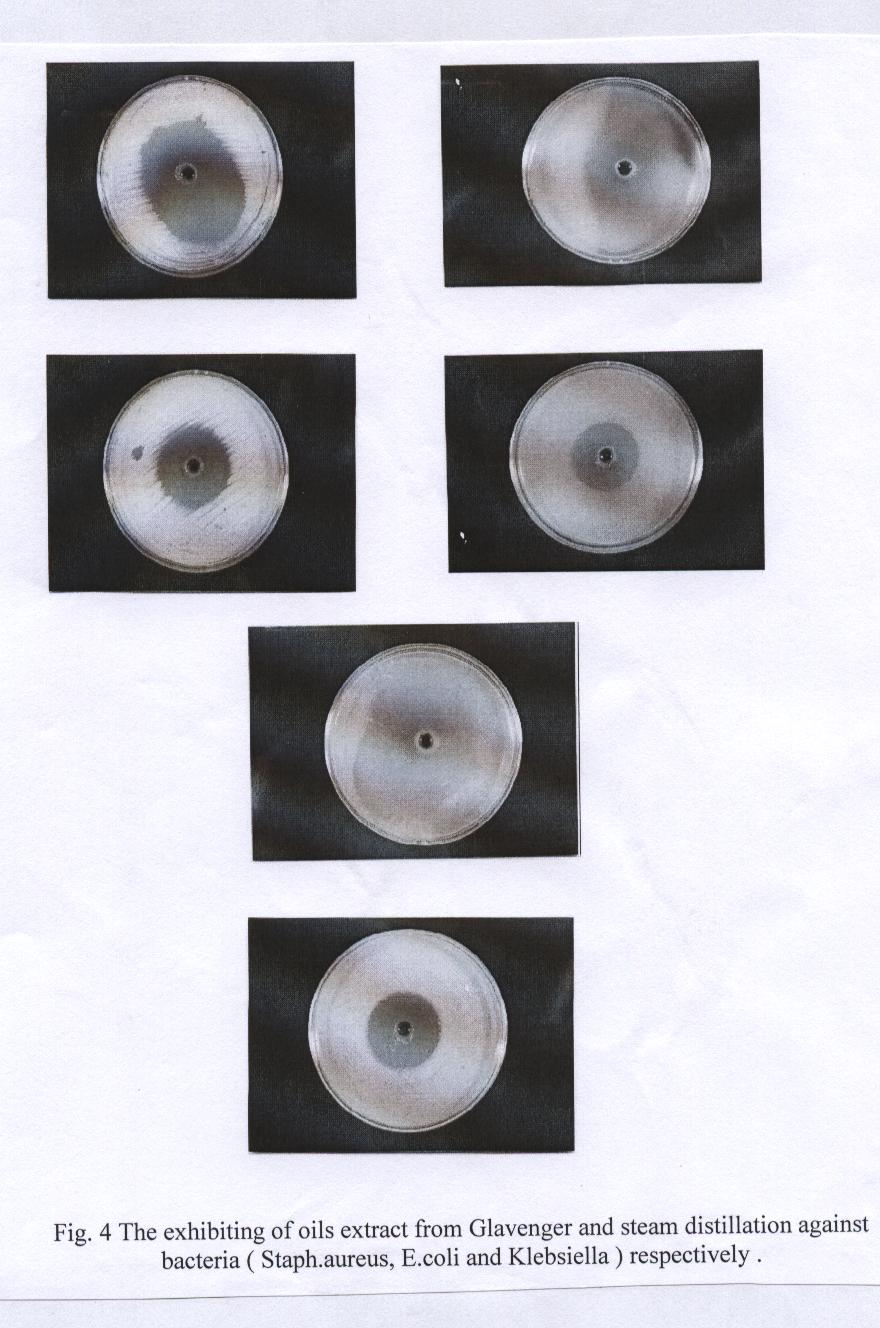 Fig. 4 The exhibiting of oils extract from Glavenger and steam distillation against
bacteria ( Staph.aureus, E.coli and Klebsiella ) respectively .